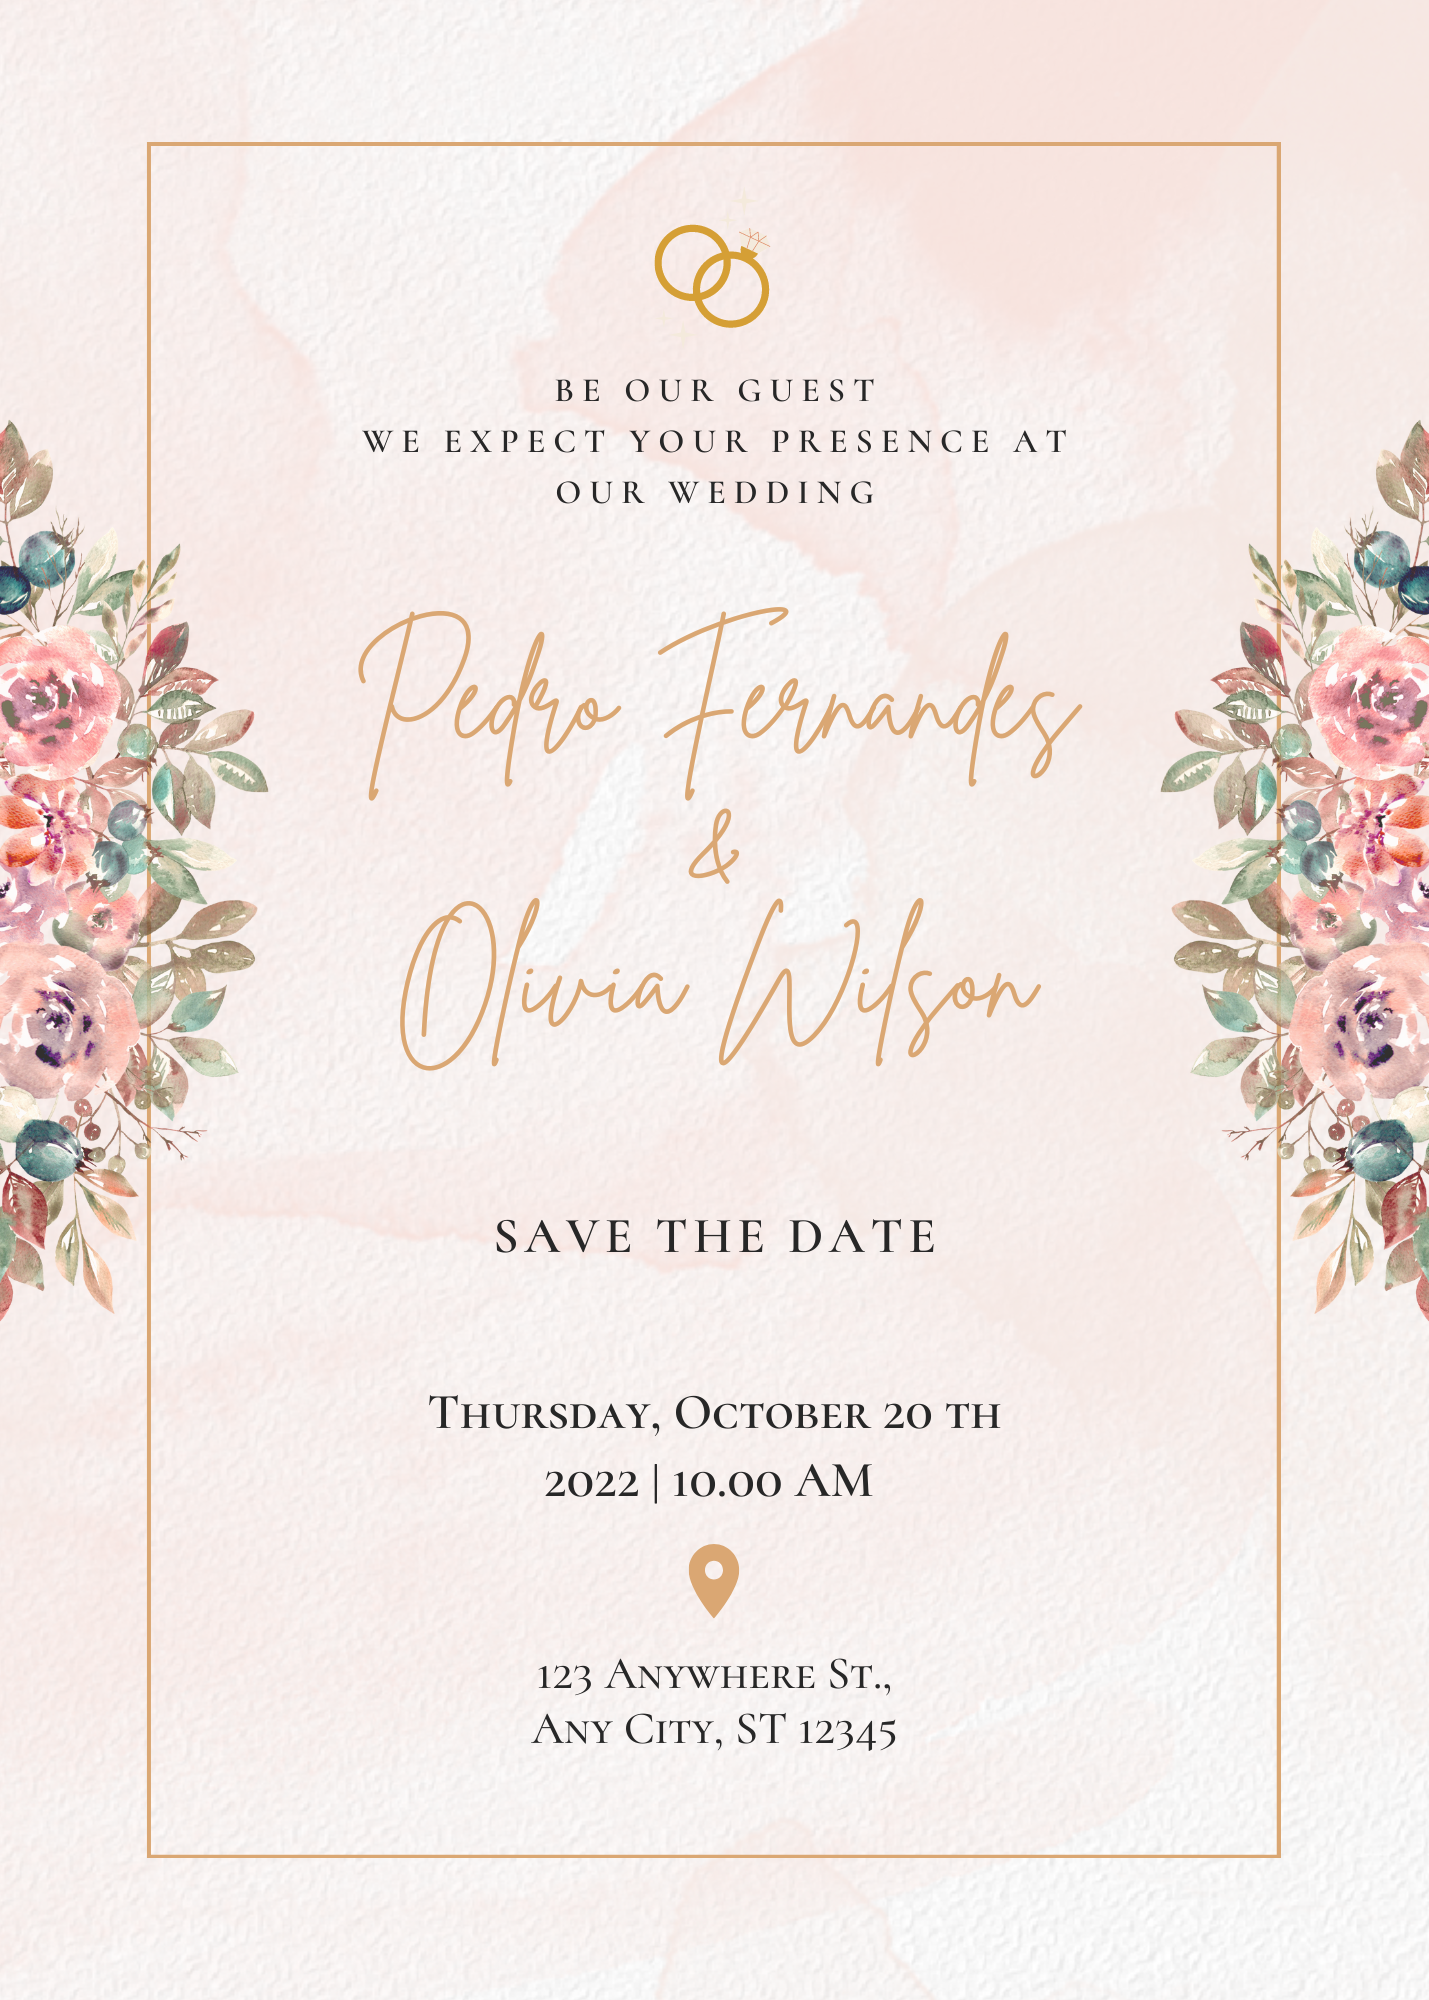 BE OUR GUEST
WE EXPECT YOUR PRESENCE AT
OUR WEDDING
Pedro Fernandes
&
Olivia Wilson
SAVE THE DATE
Thursday, October 20 th
2022 | 10.00 AM
123 Anywhere St.,
Any City, ST 12345